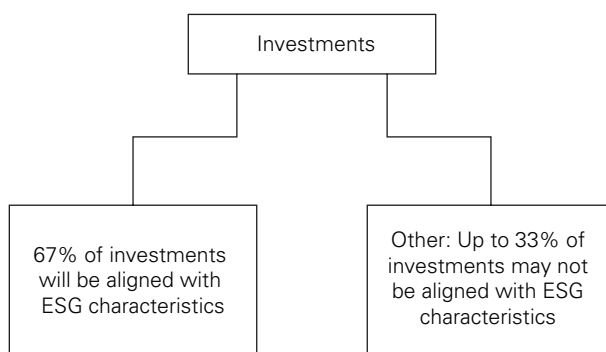 Investments
67% of investments
will be aligned with
ESG characteristics
Other: Up to 33% of
investments may not
be aligned with ESG
characteristics